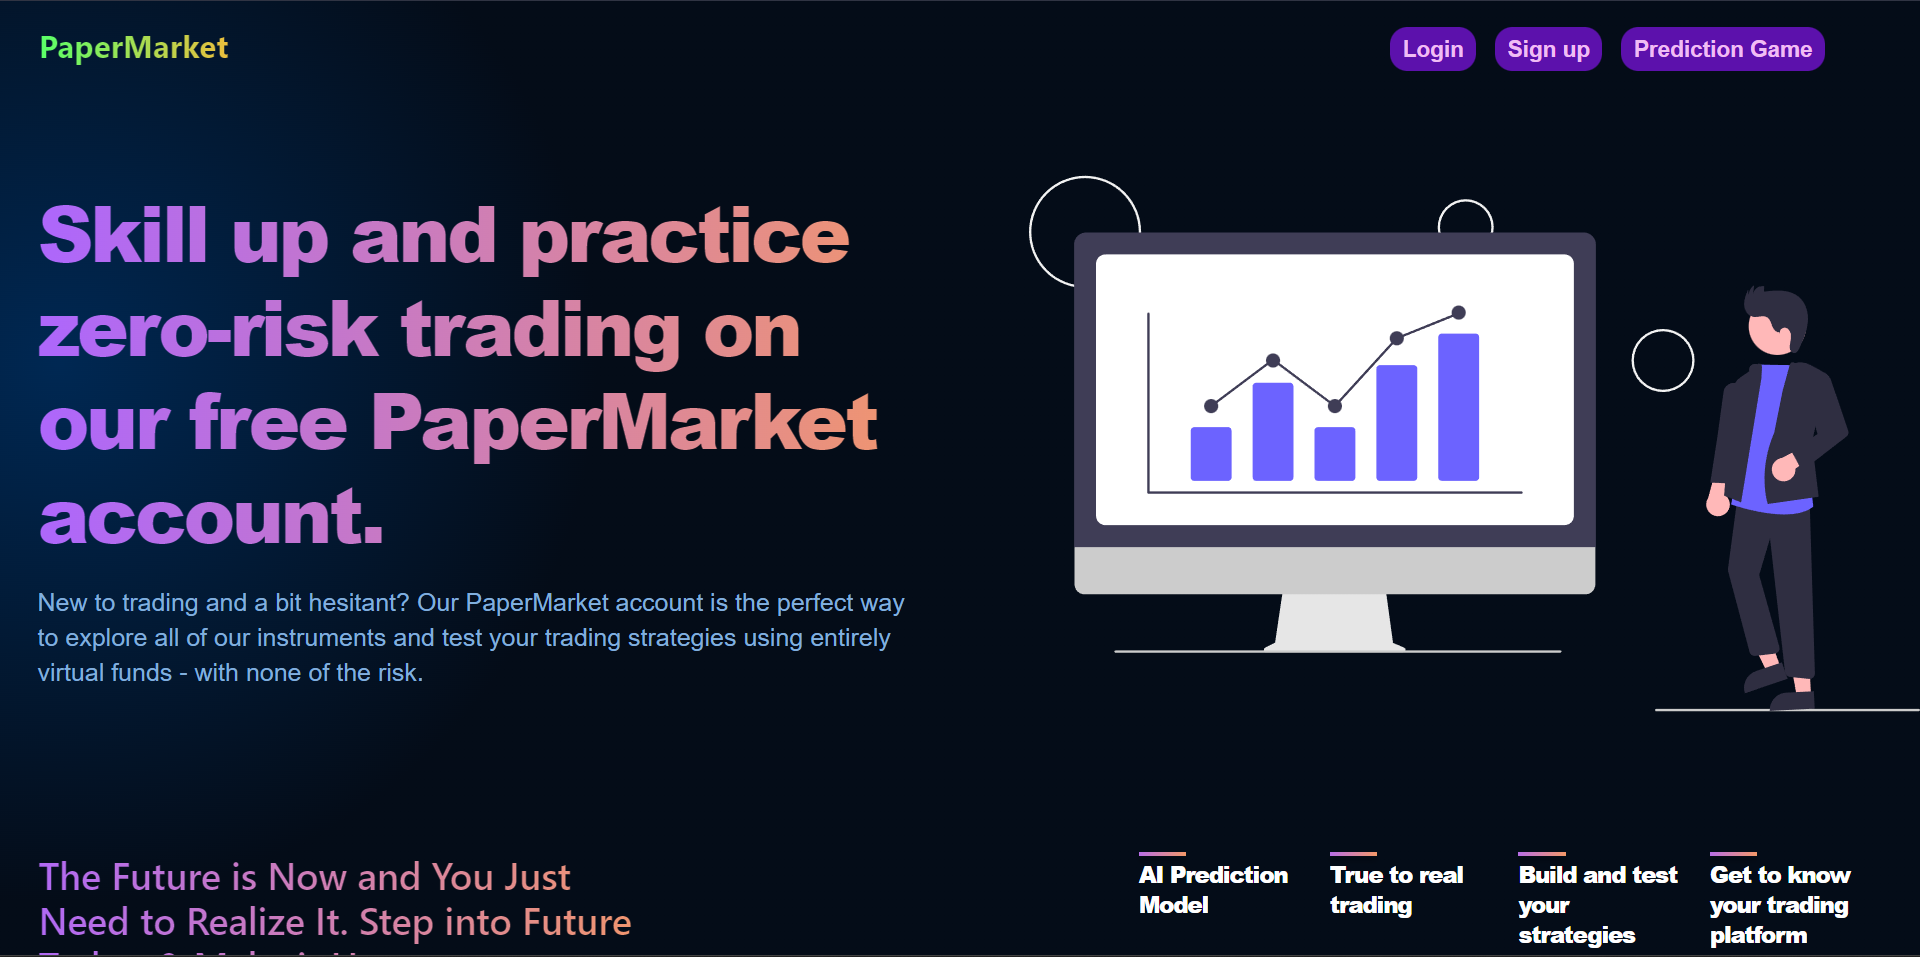 PaperMarket
Login
Sign up
Prediction Game
Skill up and practice
zero-risk trading on
our free PaperMarket
account.
New to trading and a bit hesitant? Our PaperMarket account is the perfect way
to explore all of our instruments and test your trading strategies using entirely
virtual funds - with none of the risk.
The Future is Now and You Just
Need to Realize It. Step into Future
AI Prediction
Model
True to real
trading
Build and test
your
strategies
Get to know
your trading
platform